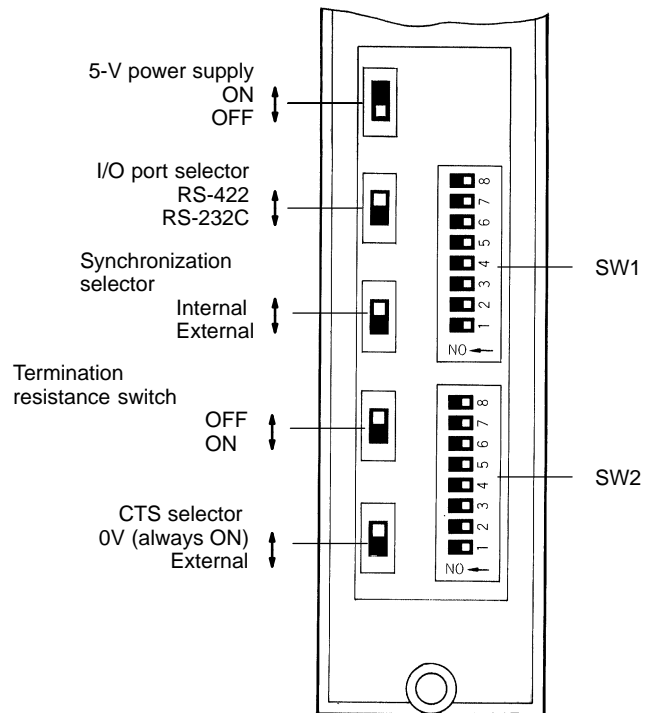 5-V power supply
ON
OFF
I/O port selector
RS-422
RS-232C
Synchronization
selector
Internal
External
Termination
resistance switch
OFF
ON
CTS selector
0V (always ON)
External
8
7
6
5
4
3
2
1
NO ←
SW1
8
7
6
5
4
3
2
1
NO ←
SW2